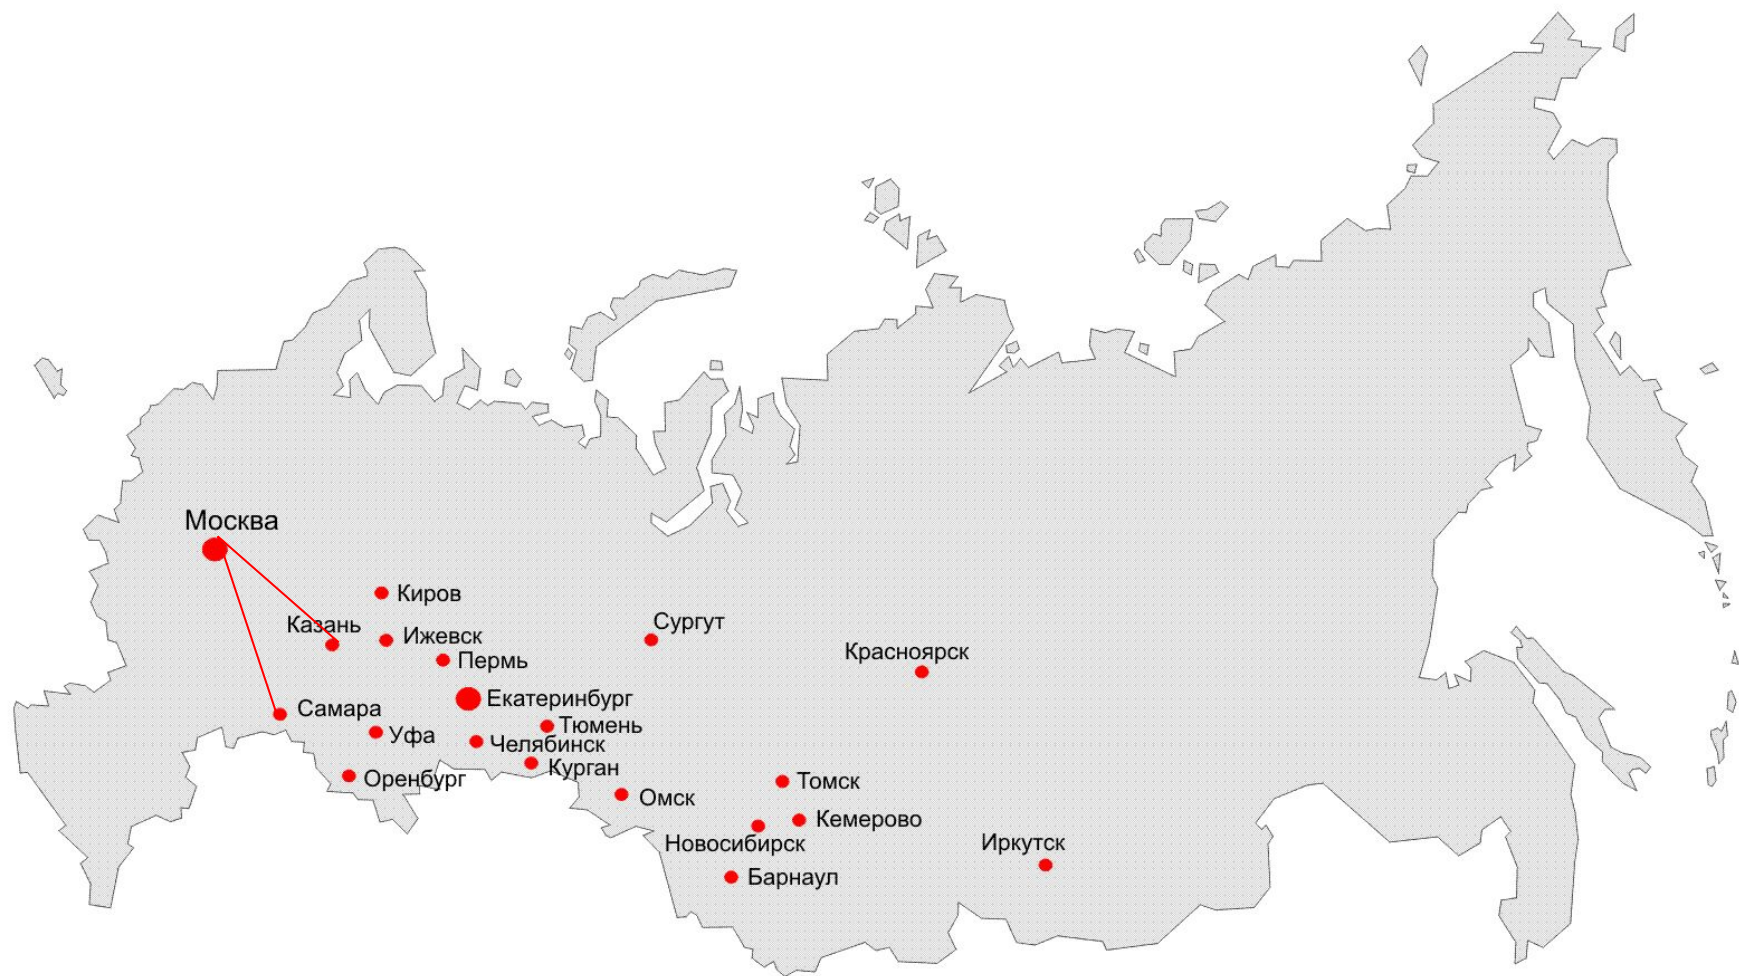 Москва
Киров
Казань
Ижевск
Сургут
Пермь
Красноярск
Екатеринбург
Самара
Тюмень
Уфа
Челябинск
Курган
Оренбург
Томск
Омск
Кемерово
Новосибирск
Иркутск
Барнаул